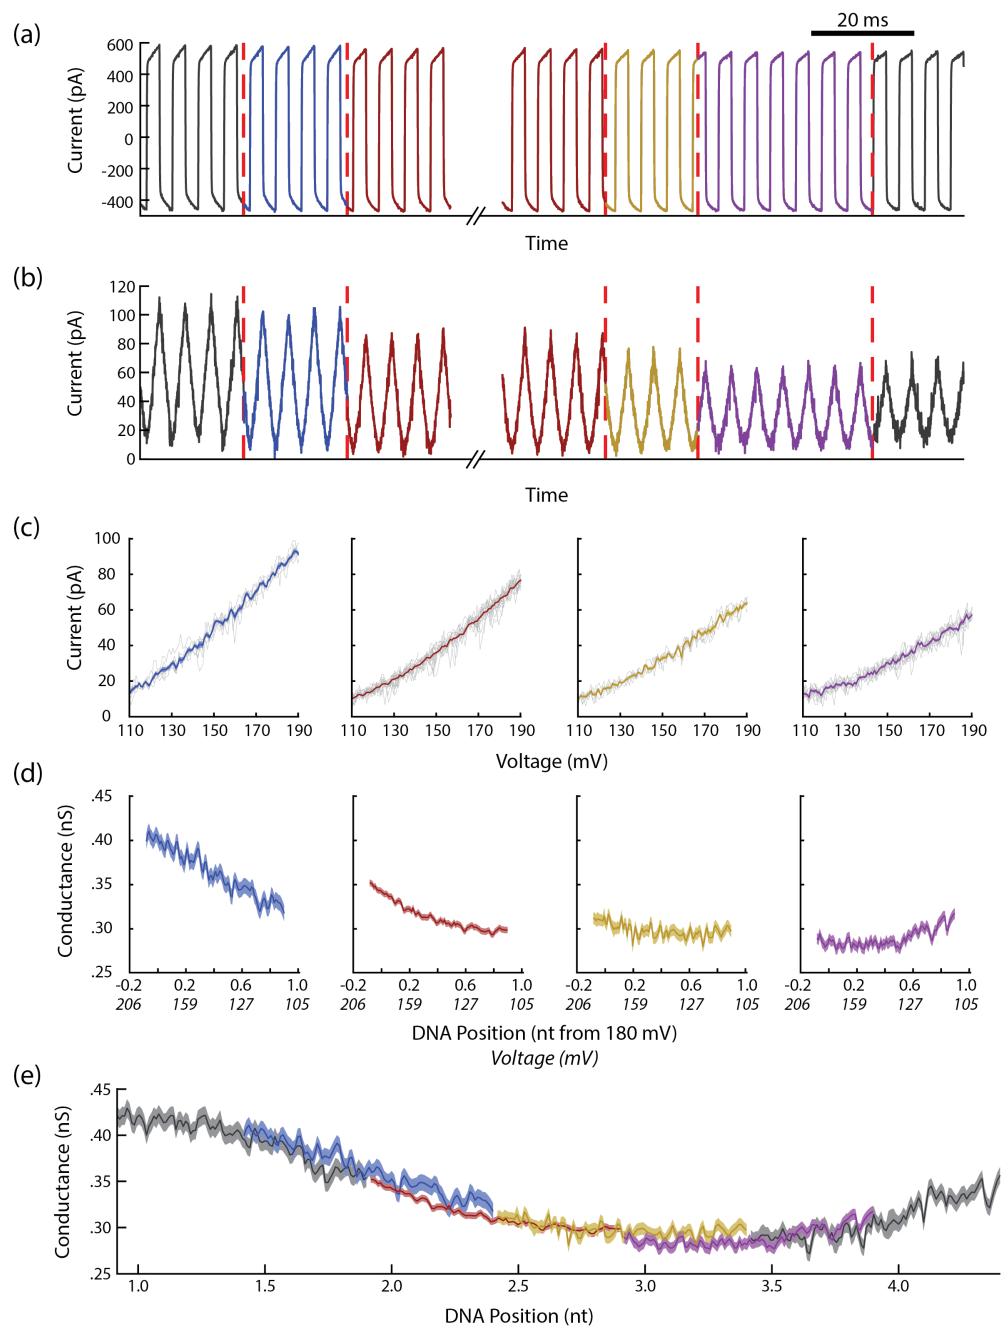 (a)
20 ms
600
400
200
0
-200
-400
Current (pA)
Time
(b)
120
100
80
60
40
20
0
Current (pA)
Time
(c)
100
80
60
40
20
0
Current (pA)
110 130 150 170 190 110 130 150 170 190 110 130 150 170 190 110 130 150 170 190
Voltage (mV)
(d)
.45
.40
.35
.30
.25
Conductance (nS)
-0.2 0.2 0.6 1.0 -0.2 0.2 0.6 1.0 -0.2 0.2 0.6 1.0 -0.2 0.2 0.6 1.0
206 159 127 105 206 159 127 105 206 159 127 105 206 159 127 105
DNA Position (nt from 180 mV)
Voltage (mV)
(e)
.45
.40
.35
.30
.25
Conductance (nS)
1.0 1.5 2.0 2.5 3.0 3.5 4.0
DNA Position (nt)